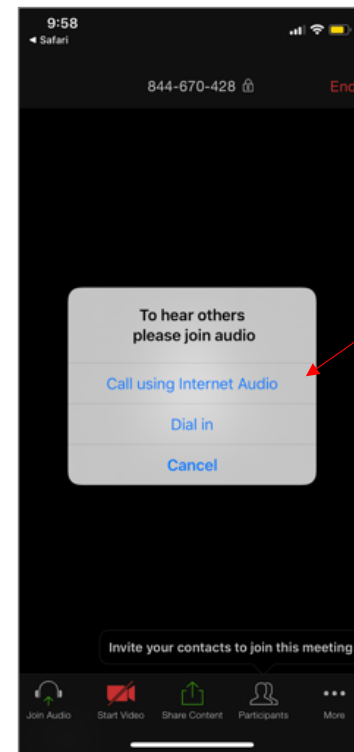 9:58
◄ Safari
844-670-428
End
To hear others
please join audio
Call using Internet Audio
Dial in
Cancel
Invite your contacts to join this meeting
Join Audio Start Video Share Content Participants More